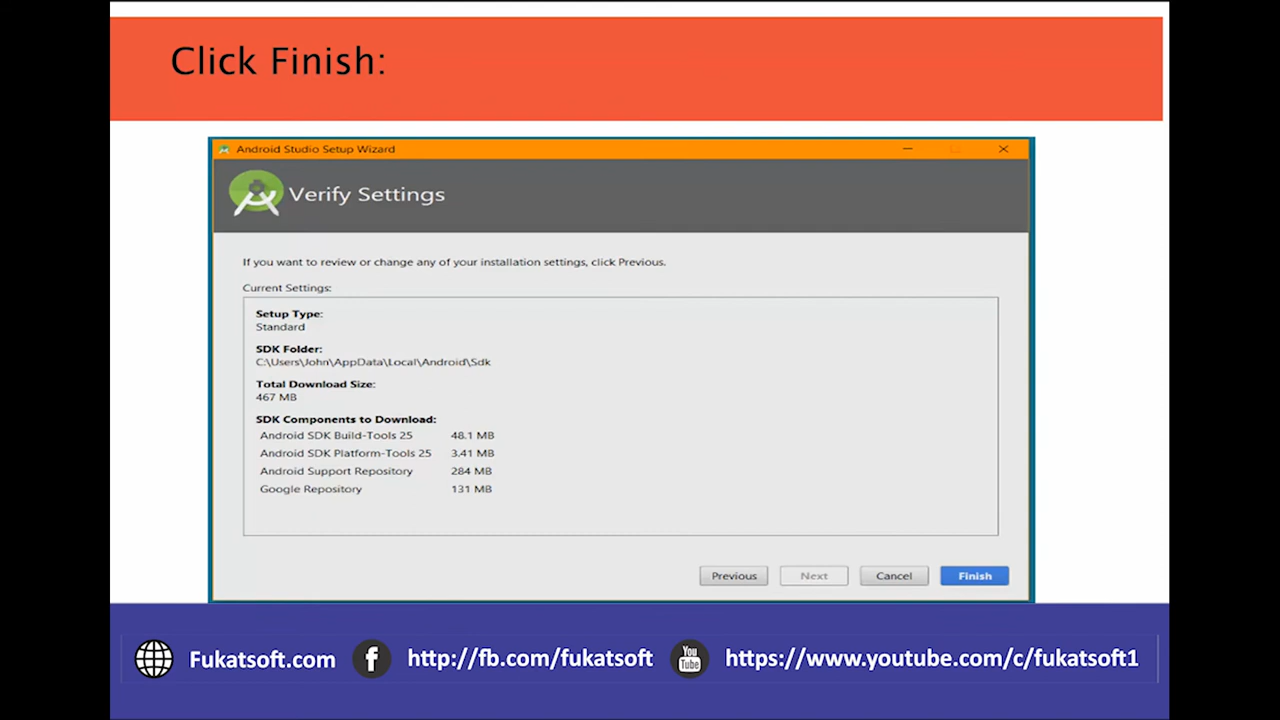 Click Finish:
Android Studio Setup Wizard
Verify Settings
If you want to review or change any of your installation settings, click Previous.
Current Settings:
Setup Type:
Standard
SDK Folder:
C:\Users\John\AppData\Local\Android\Sdk
Total Download Size:
467 MB
SDK Components to Download:
Android SDK Build-Tools 25 48.1 MB
Android SDK Platform-Tools 25 3.41 MB
Android Support Repository 284 MB
Google Repository 131 MB
Previous Next Cancel Finish
Fukatsoft.com http://fb.com/fukatsoft You Tube https://www.youtube.com/c/fukatsoft1